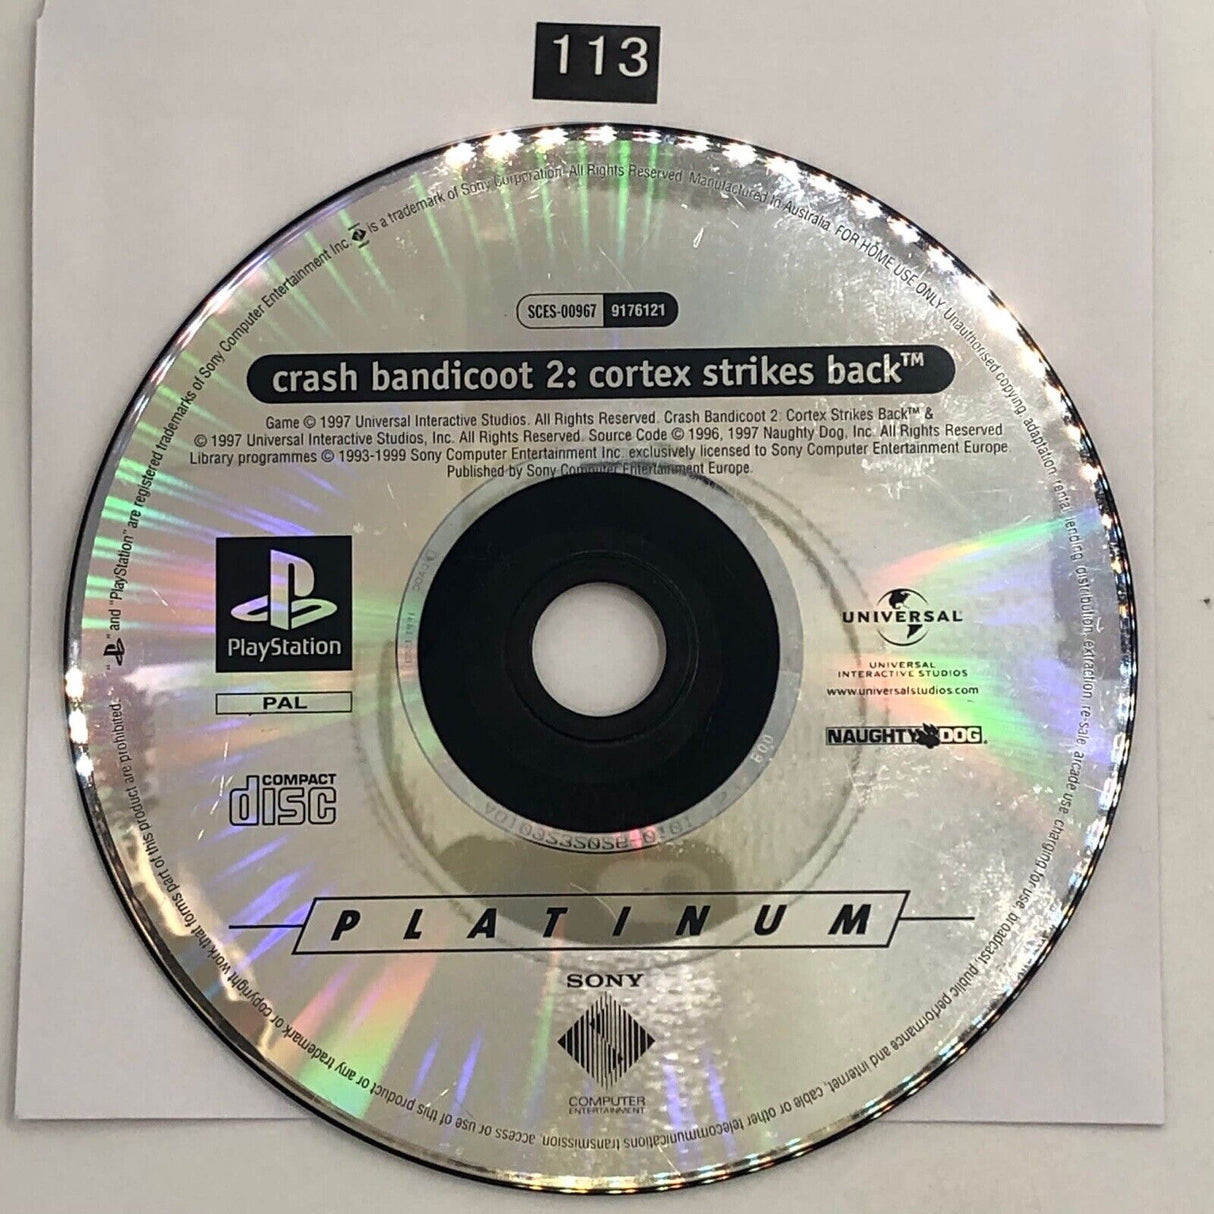 113
" and "PlayStation" are registered trademarks of Sony Computer Entertainment Inc. is a trademark of Sony Corporation. All Rights Reserved. Manufactured in Australia. FOR HOME USE ONLY. Unauthorised copying, adaptation, rental, lending, distribution, extraction, re-sale, arcade use, charging for use, broadcast, public performance and internet, cable or other telecommunications transmission, access or use of this product or any trademark or copyright work that forms part of this product are prohibited.
SCES-00967 9176121
crash bandicoot 2: cortex strikes back™
Game © 1997 Universal Interactive Studios. All Rights Reserved. Crash Bandicoot 2: Cortex Strikes Back™ &
© 1997 Universal Interactive Studios, Inc. All Rights Reserved. Source Code © 1996, 1997 Naughty Dog, Inc. All Rights Reserved
Library programmes © 1993-1999 Sony Computer Entertainment Inc. exclusively licensed to Sony Computer Entertainment Europe.
Published by Sony Computer Entertainment Europe.
PlayStation
PAL
COMPACT
disc
UNIVERSAL
UNIVERSAL
INTERACTIVE STUDIOS
www.universalstudios.com
NAUGHTY DOG
PLATINUM
SONY
COMPUTER
ENTERTAINMENT